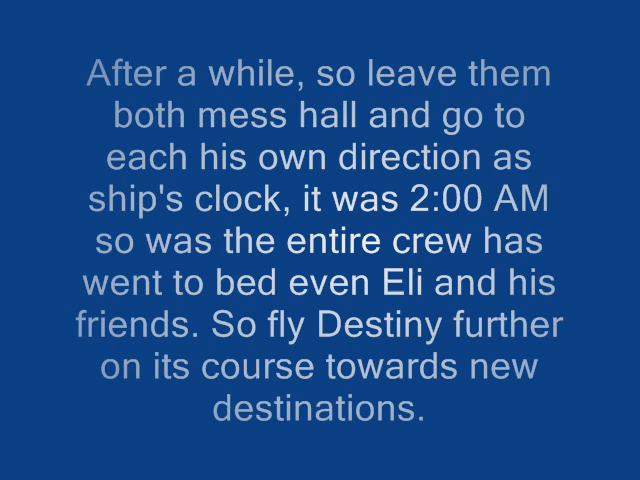 After a while, so leave them
both mess hall and go to
each his own direction as
ship's clock, it was 2:00 AM
so was the entire crew has
went to bed even Eli and his
friends. So fly Destiny further
on its course towards new
destinations.